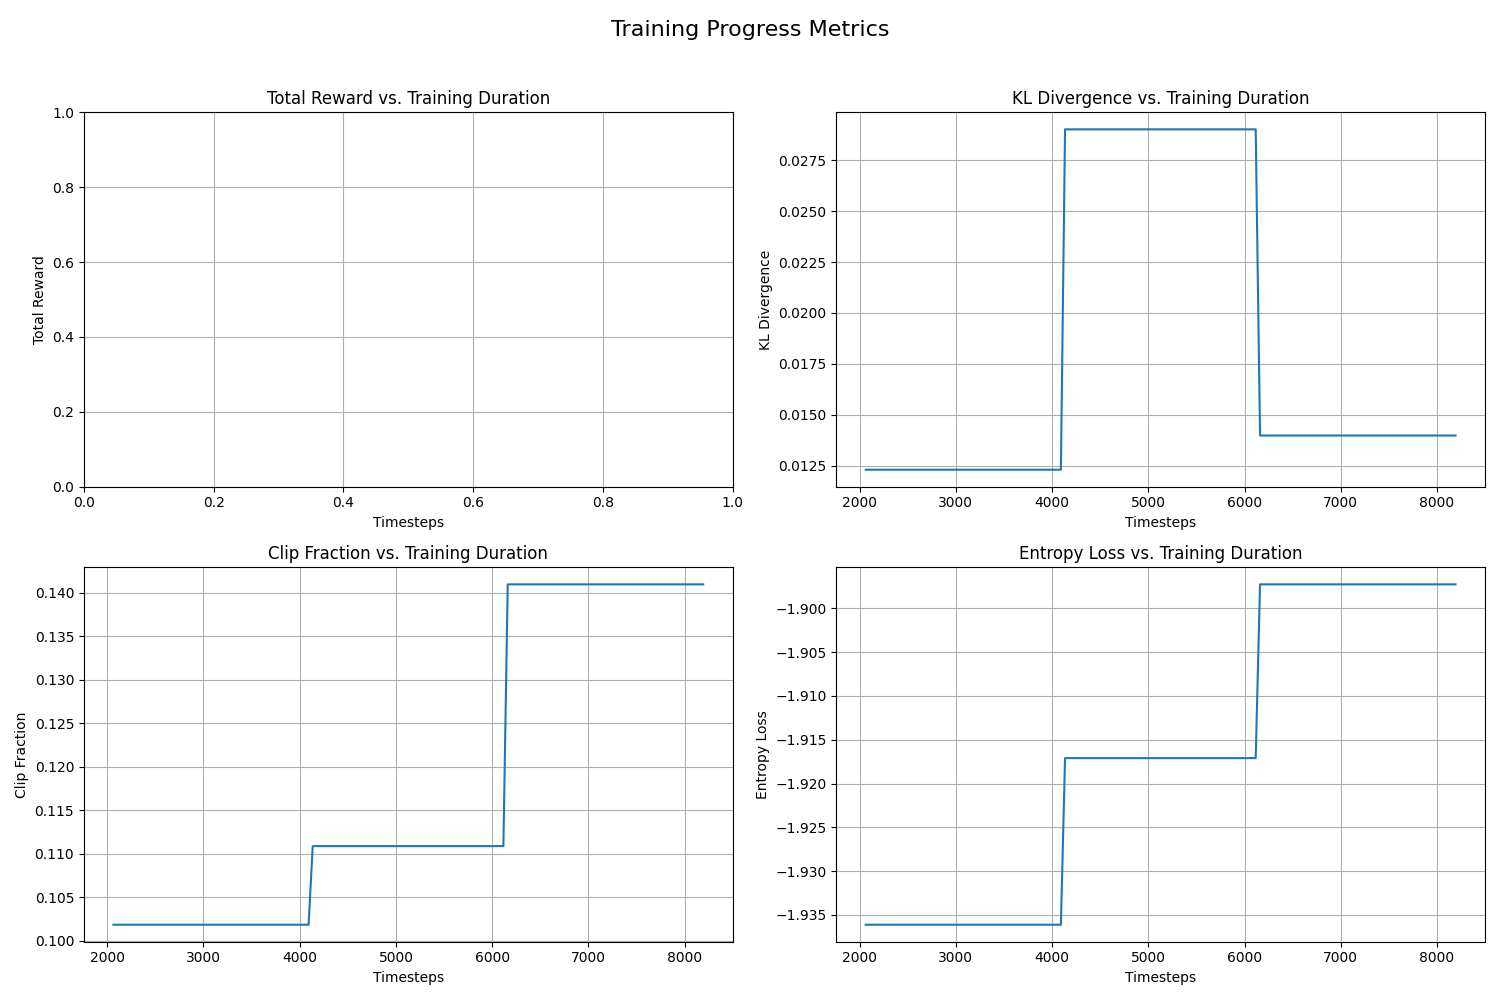 Training Progress Metrics
Total Reward vs. Training Duration
Total Reward
1.0
0.8
0.6
0.4
0.2
0.0
0.0 0.2 0.4 0.6 0.8 1.0
Timesteps
KL Divergence vs. Training Duration
KL Divergence
0.0275
0.0250
0.0225
0.0200
0.0175
0.0150
0.0125
2000 3000 4000 5000 6000 7000 8000
Timesteps
Clip Fraction vs. Training Duration
Clip Fraction
0.140
0.135
0.130
0.125
0.120
0.115
0.110
0.105
0.100
2000 3000 4000 5000 6000 7000 8000
Timesteps
Entropy Loss vs. Training Duration
Entropy Loss
−1.900
−1.905
−1.910
−1.915
−1.920
−1.925
−1.930
−1.935
2000 3000 4000 5000 6000 7000 8000
Timesteps